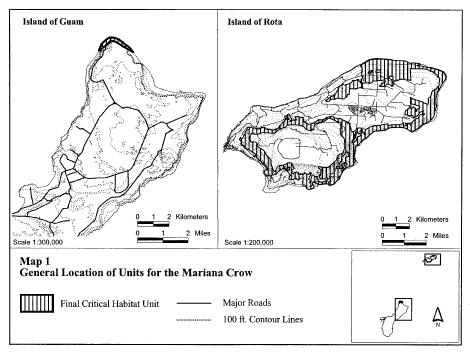 Island of Guam
Island of Rota
0 1 2 Kilometers
0 1 2 Miles
Scale 1:300,000
0 1 2 Kilometers
0 1 2 Miles
Scale 1:200,000
Map 1
General Location of Units for the Mariana Crow
Final Critical Habitat Unit
Major Roads
100 ft. Contour Lines
N